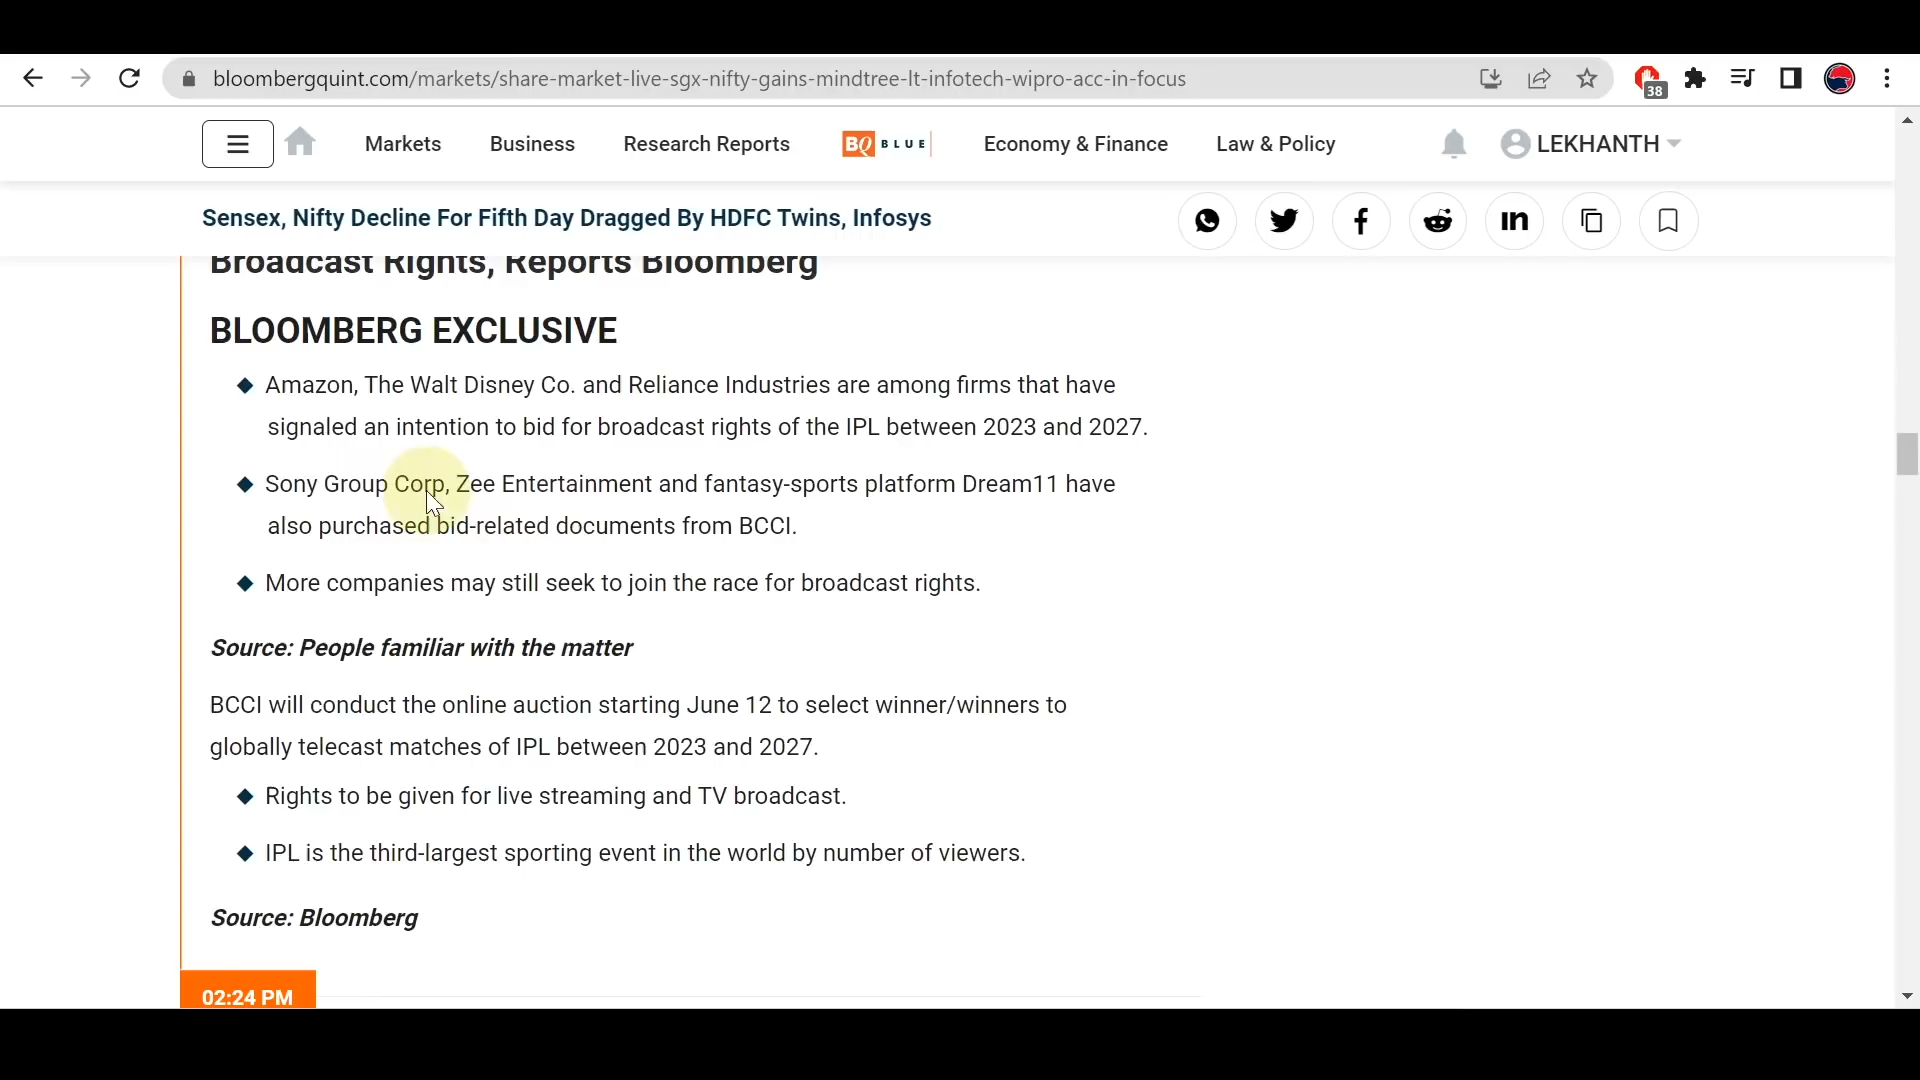 bloombergquint.com/markets/share-market-live-sgx-nifty-gains-mindtree-lt-infotech-wipro-acc-in-focus
38
Markets Business Research Reports BQ BLUE Economy & Finance Law & Policy LEKHANTH
Sensex, Nifty Decline For Fifth Day Dragged By HDFC Twins, Infosys
Broadcast Rights, Reports Bloomberg
BLOOMBERG EXCLUSIVE
Amazon, The Walt Disney Co. and Reliance Industries are among firms that have
signaled an intention to bid for broadcast rights of the IPL between 2023 and 2027.
Sony Group Corp, Zee Entertainment and fantasy-sports platform Dream11 have
also purchased bid-related documents from BCCI.
More companies may still seek to join the race for broadcast rights.
Source: People familiar with the matter
BCCI will conduct the online auction starting June 12 to select winner/winners to
globally telecast matches of IPL between 2023 and 2027.
Rights to be given for live streaming and TV broadcast.
IPL is the third-largest sporting event in the world by number of viewers.
Source: Bloomberg
02:24 PM